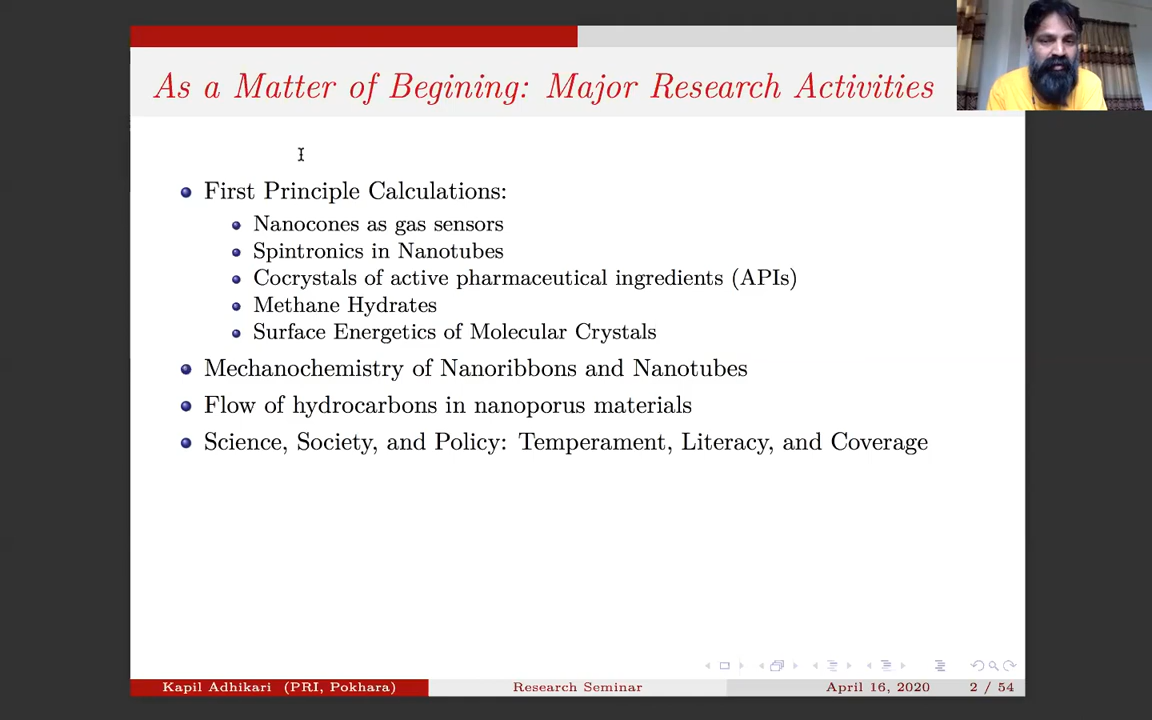 As a Matter of Begining: Major Research Activities
First Principle Calculations:
Nanocones as gas sensors
Spintronics in Nanotubes
Cocrystals of active pharmaceutical ingredients (APIs)
Methane Hydrates
Surface Energetics of Molecular Crystals
Mechanochemistry of Nanoribbons and Nanotubes
Flow of hydrocarbons in nanoporus materials
Science, Society, and Policy: Temperament, Literacy, and Coverage
Kapil Adhikari (PRI, Pokhara) Research Seminar April 16, 2020 2 / 54